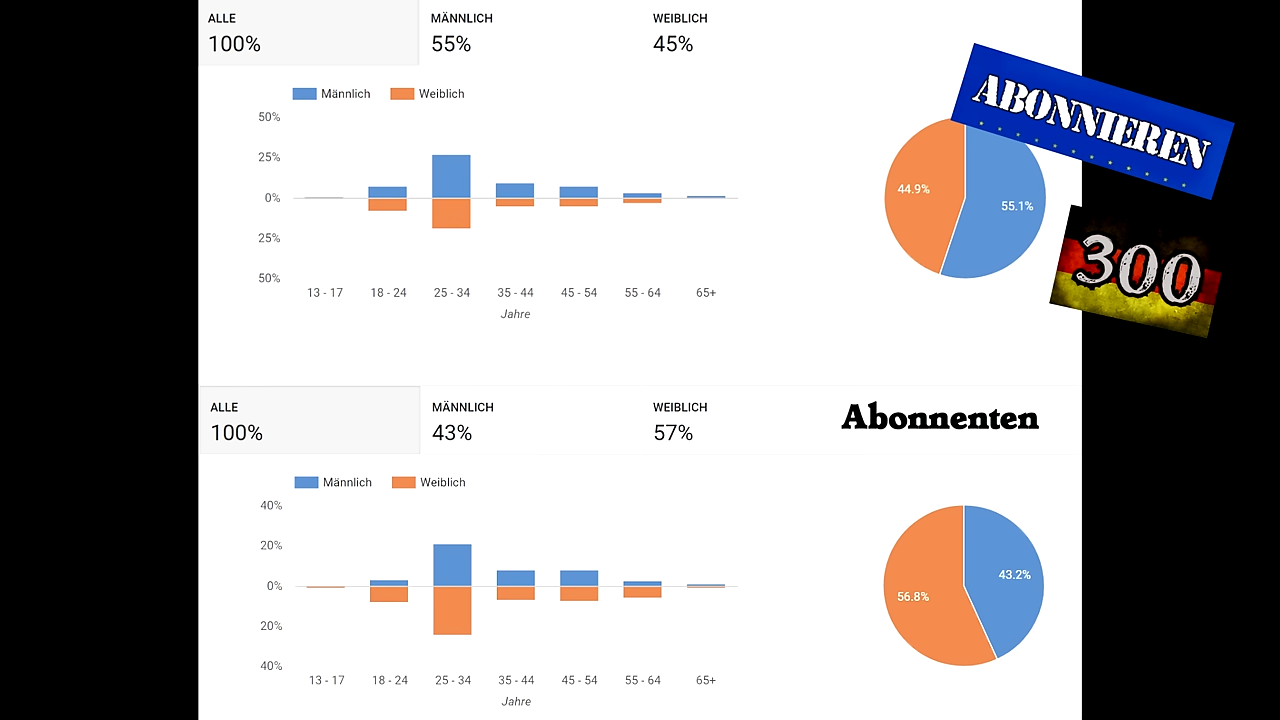 ALLE
100%
MÄNNLICH
55%
WEIBLICH
45%
Männlich
Weiblich
50%
25%
0%
25%
50%
13 - 17
18 - 24
25 - 34
35 - 44
45 - 54
55 - 64
65+
Jahre
44.9%
55.1%
ABONNIEREN
300
ALLE
100%
MÄNNLICH
43%
WEIBLICH
57%
Abonnenten
Männlich
Weiblich
40%
20%
0%
20%
40%
13 - 17
18 - 24
25 - 34
35 - 44
45 - 54
55 - 64
65+
Jahre
43.2%
56.8%